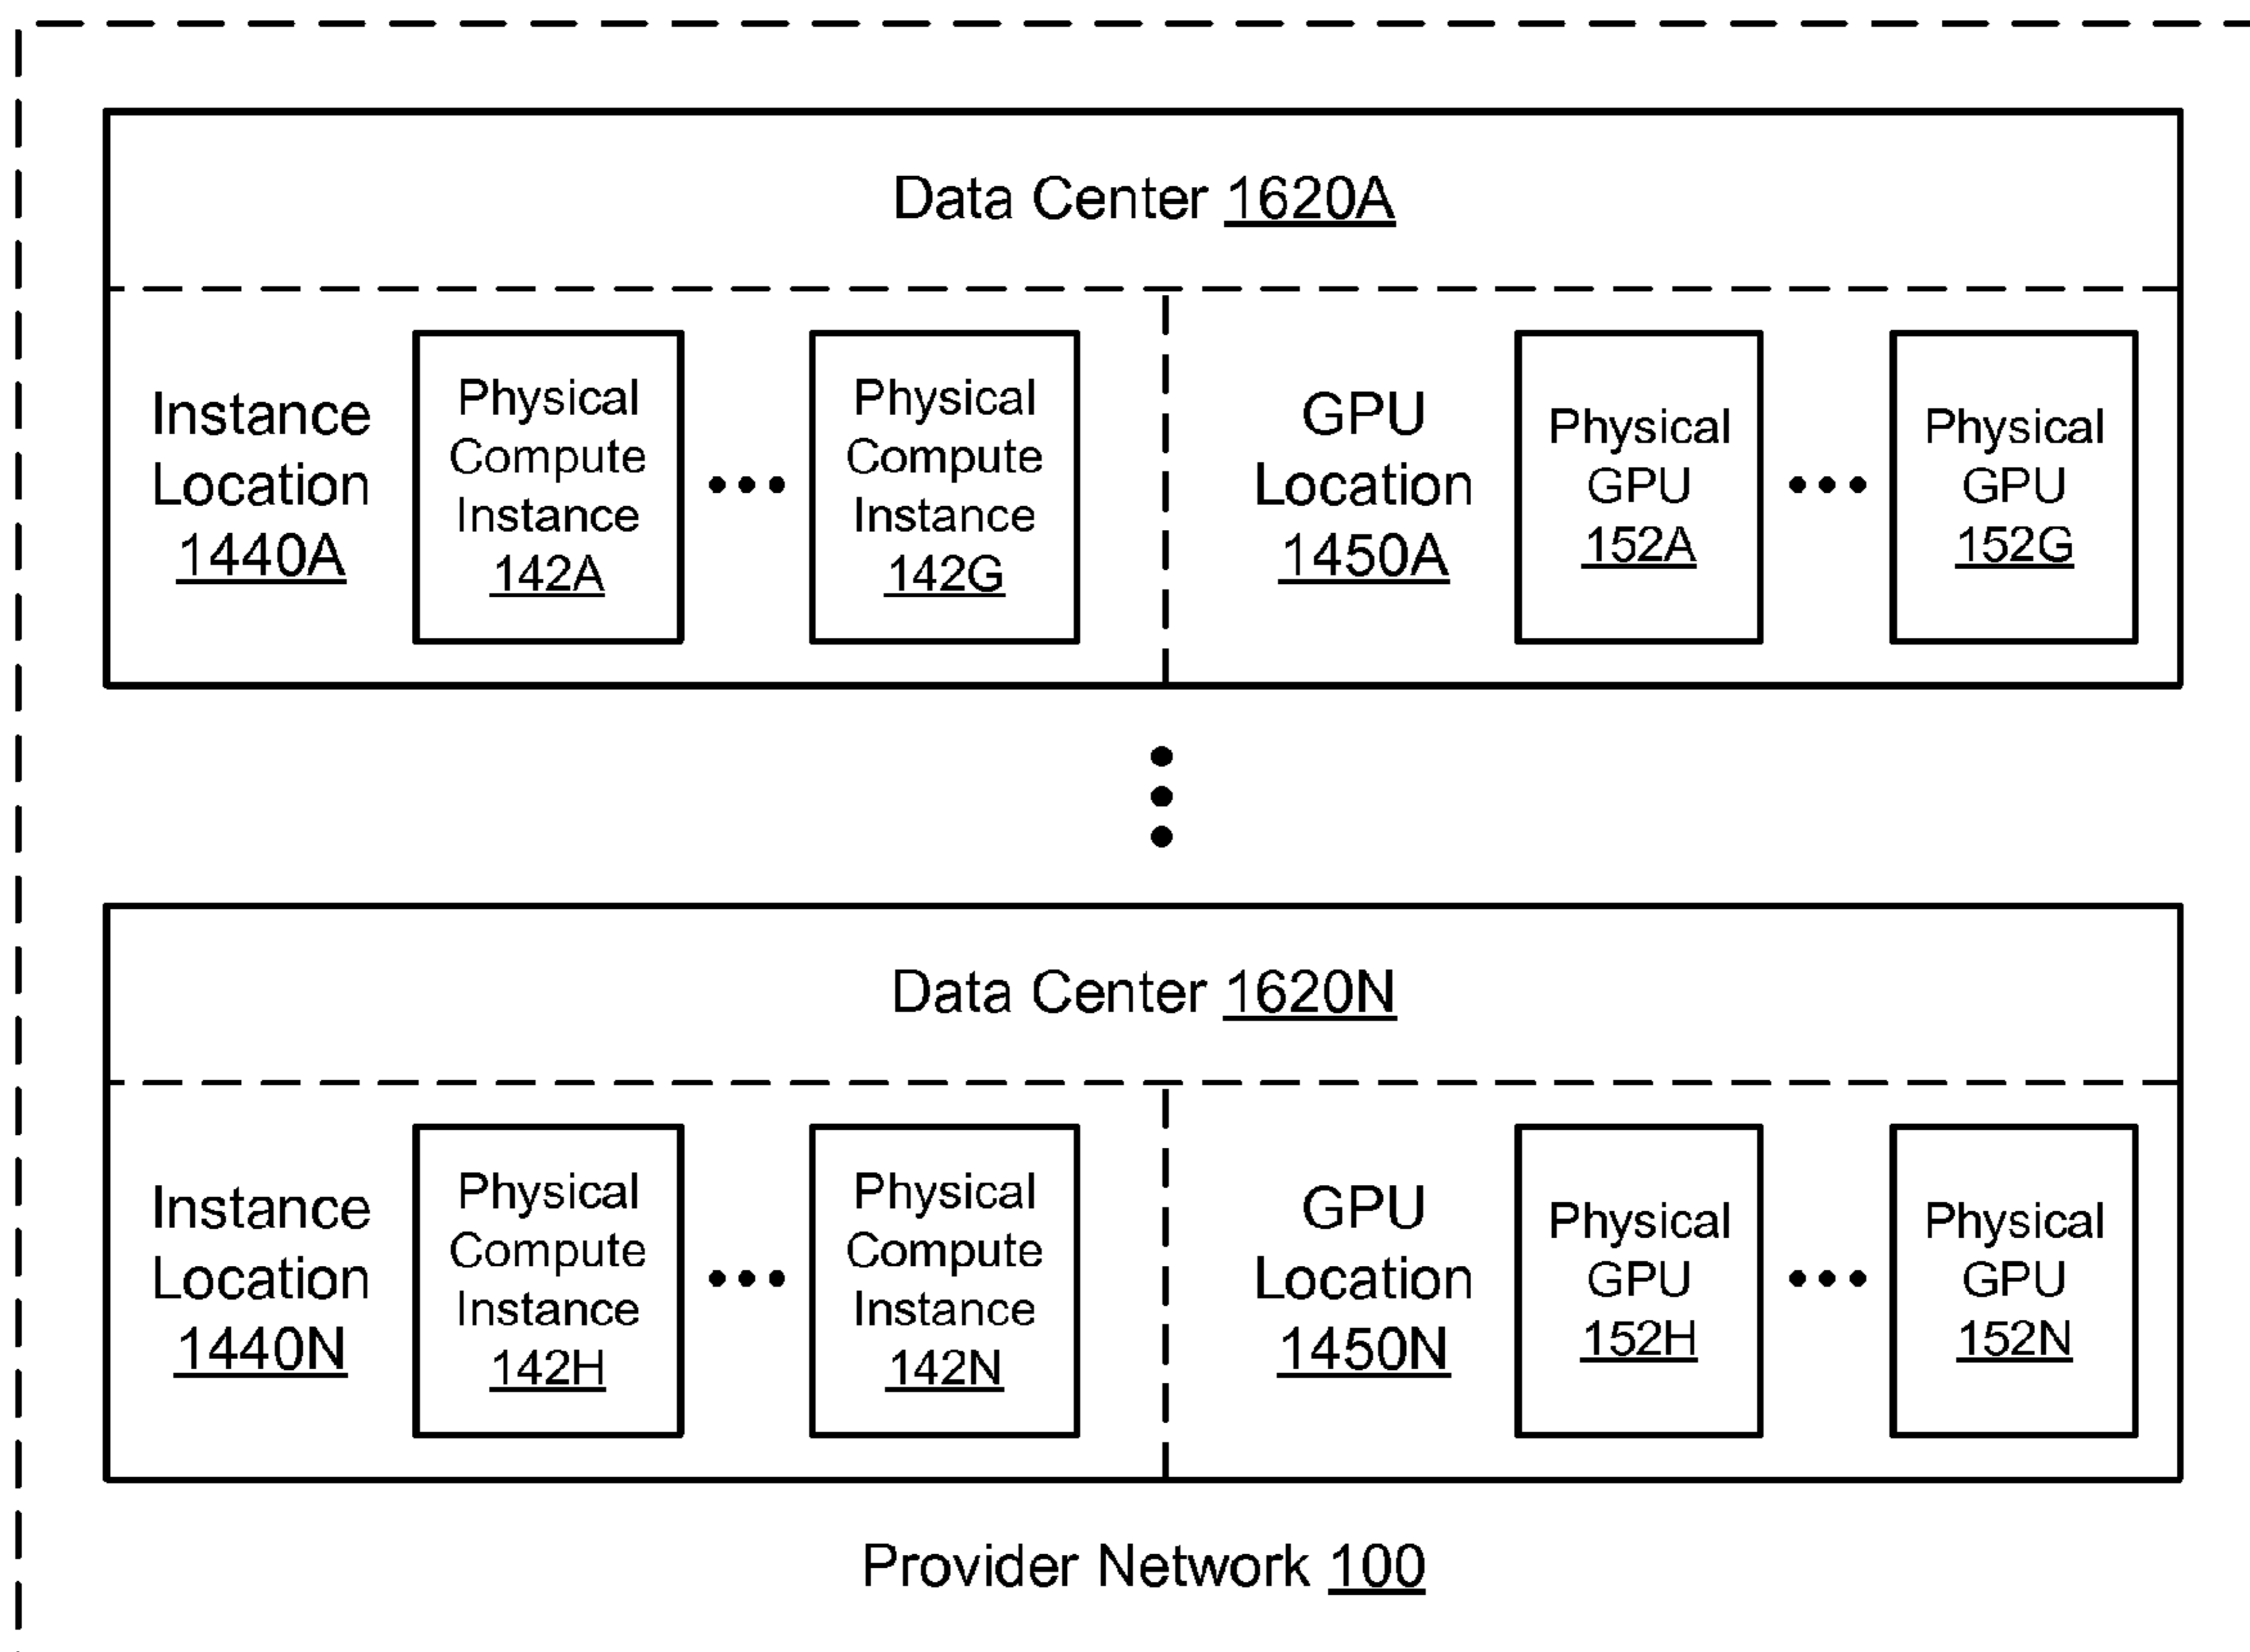 Data Center 1620A
Instance
Location
1440A
Physical
Compute
Instance
142A
Physical
Compute
Instance
142G
GPU
Location
1450A
Physical
GPU
152A
Physical
GPU
152G
Data Center 1620N
Instance
Location
1440N
Physical
Compute
Instance
142H
Physical
Compute
Instance
142N
GPU
Location
1450N
Physical
GPU
152H
Physical
GPU
152N
Provider Network 100